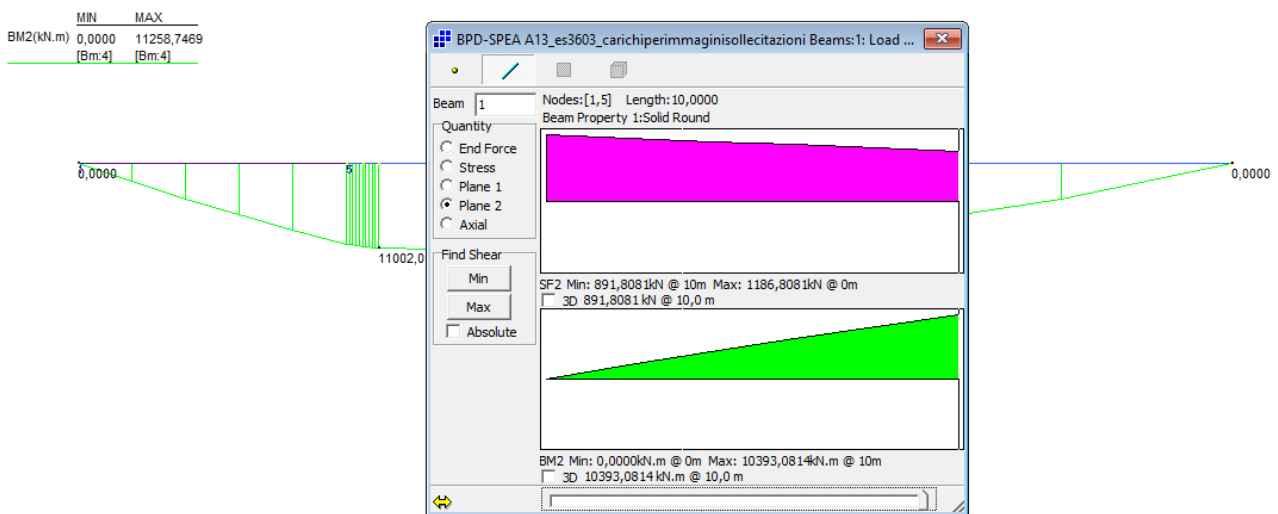 MIN MAX
BM2(kN.m) 0,0000 11258,7469
[Bm:4] [Bm:4]
BPD-SPEA A13_es3603_carichiperimmaginisollecitazioni Beams:1: Load ...
Beam 1
Nodes:[1,5] Length:10,0000
Beam Property 1:Solid Round
Quantity
End Force
Stress
Plane 1
Plane 2
Axial
0,0000
5
0,0000
11002,0
Find Shear
Min
Max
Absolute
SF2 Min: 891,8081kN @ 10m Max: 1186,8081kN @ 0m
3D 891,8081 kN @ 10,0 m
BM2 Min: 0,0000kN.m @ 0m Max: 10393,0814kN.m @ 10m
3D 10393,0814 kN.m @ 10,0 m